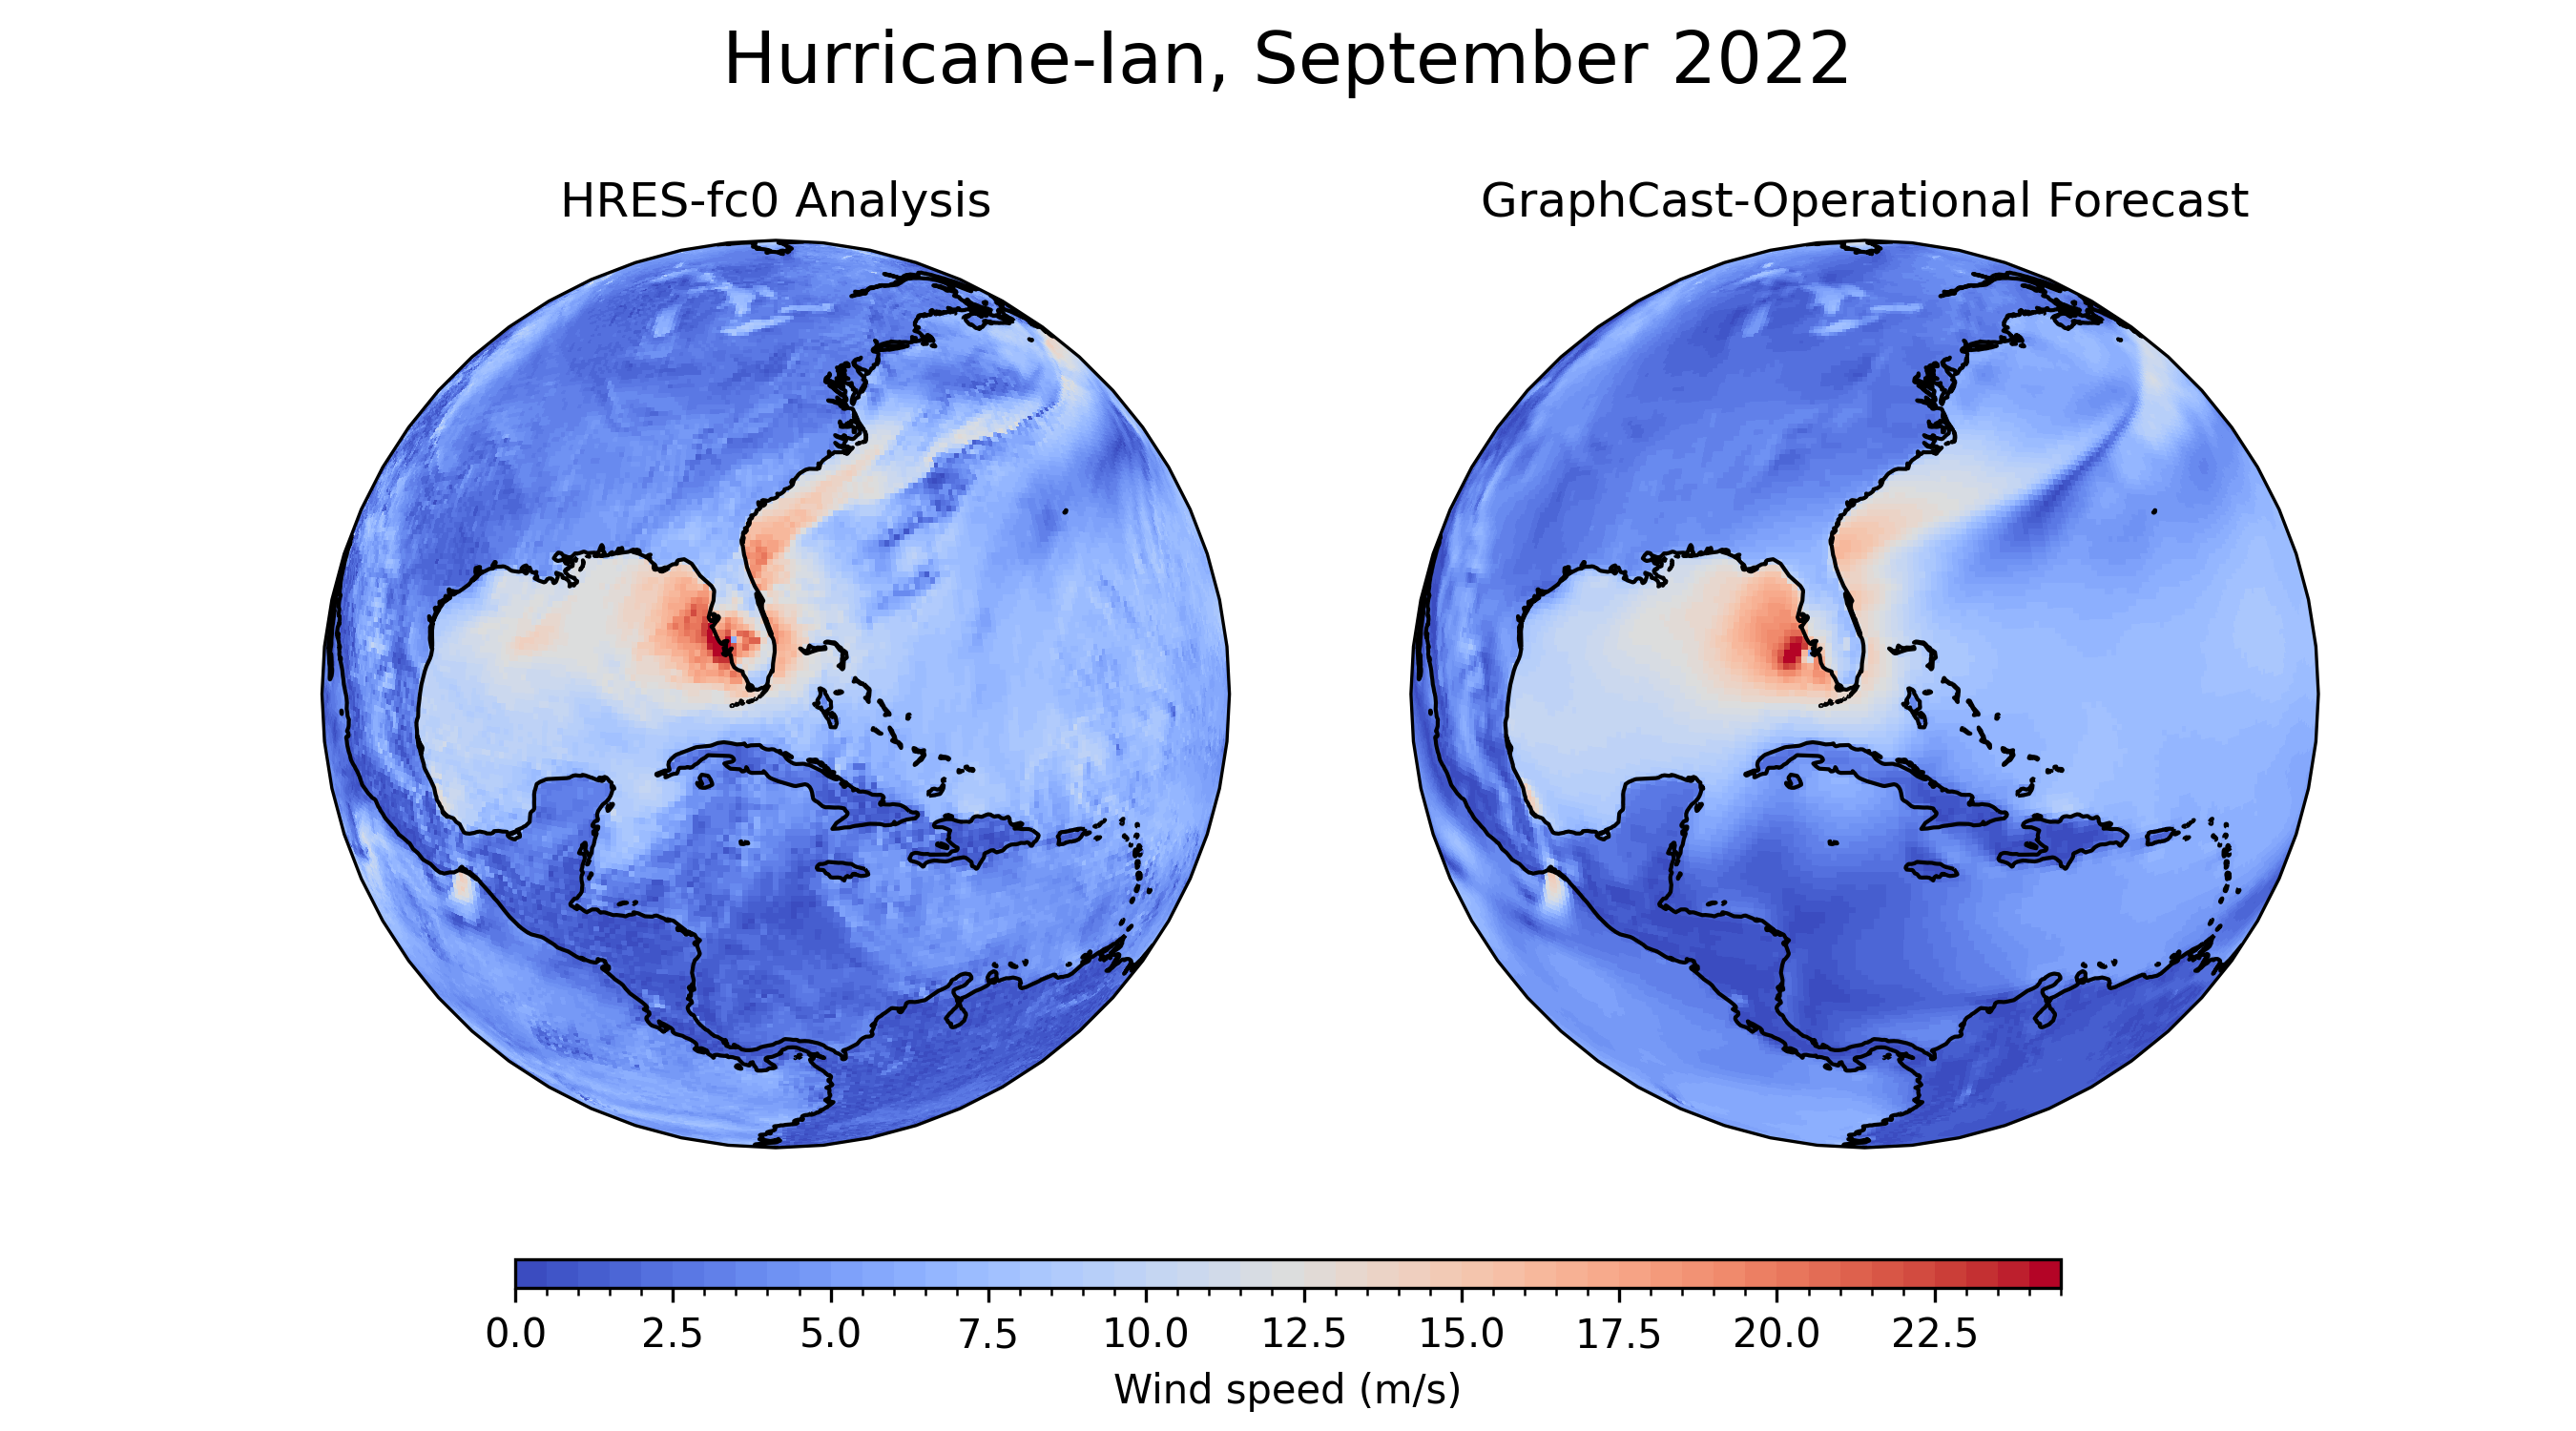 Hurricane-Ian, September 2022
HRES-fc0 Analysis
GraphCast-Operational Forecast
0.0 2.5 5.0 7.5 10.0 12.5 15.0 17.5 20.0 22.5
Wind speed (m/s)